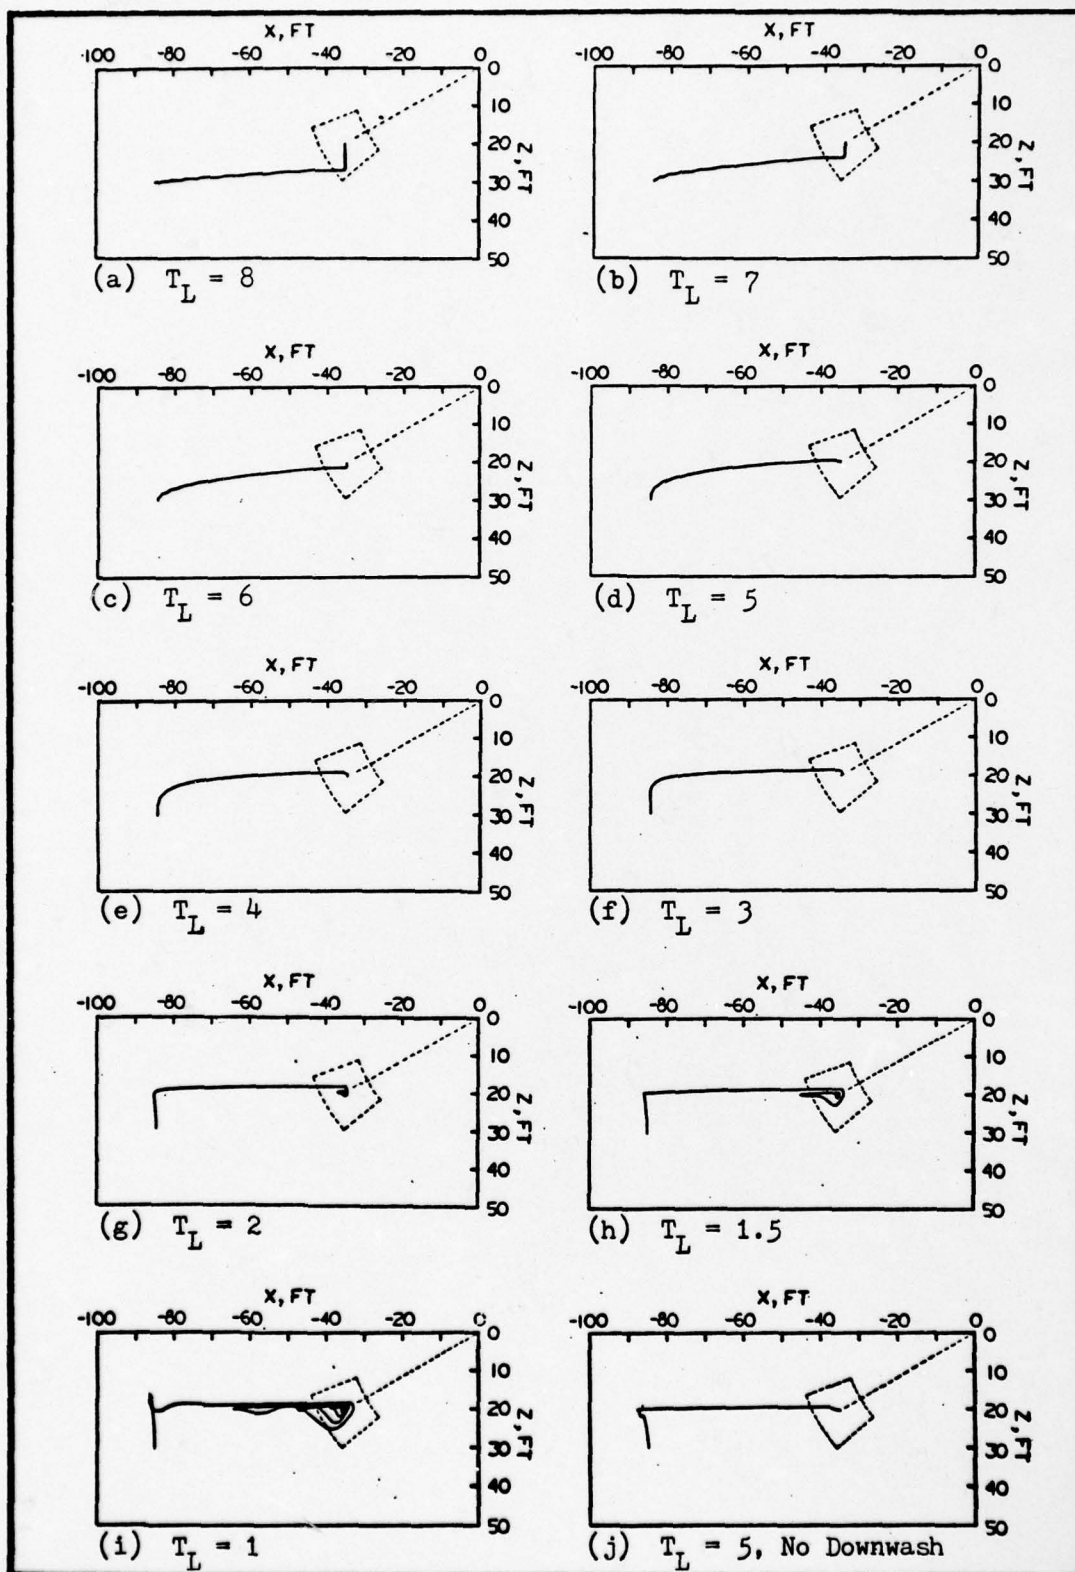 X, FT X, FT
-100 -80 -60 -40 -20 0 -100 -80 -60 -40 -20 0
0 0
10 10
20 20
Z, FT Z, FT
30 30
40 40
50 50
(a) T_L = 8 (b) T_L = 7
X, FT X, FT
-100 -80 -60 -40 -20 0 -100 -80 -60 -40 -20 0
10 10
20 20
Z, FT Z, FT
30 30
40 40
50 50
(c) T_L = 6 (d) T_L = 5
X, FT X, FT
-100 -80 -60 -40 -20 0 -100 -80 -60 -40 -20 0
0 0
10 10
20 20
Z, FT Z, FT
30 30
40 40
50 50
(e) T_L = 4 (f) T_L = 3
X, FT X, FT
-100 -80 -60 -40 -20 0 -100 -80 -60 -40 -20 0
0 0
10 10
20 20
Z, FT Z, FT
30 30
40 40
50 50
(g) T_L = 2 (h) T_L = 1.5
X, FT X, FT
-100 -80 -60 -40 -20 0 -100 -80 -60 -40 -20 0
0 0
10 10
20 20
Z, FT Z, FT
30 30
40 40
50 50
(i) T_L = 1 (j) T_L = 5, No Downwash